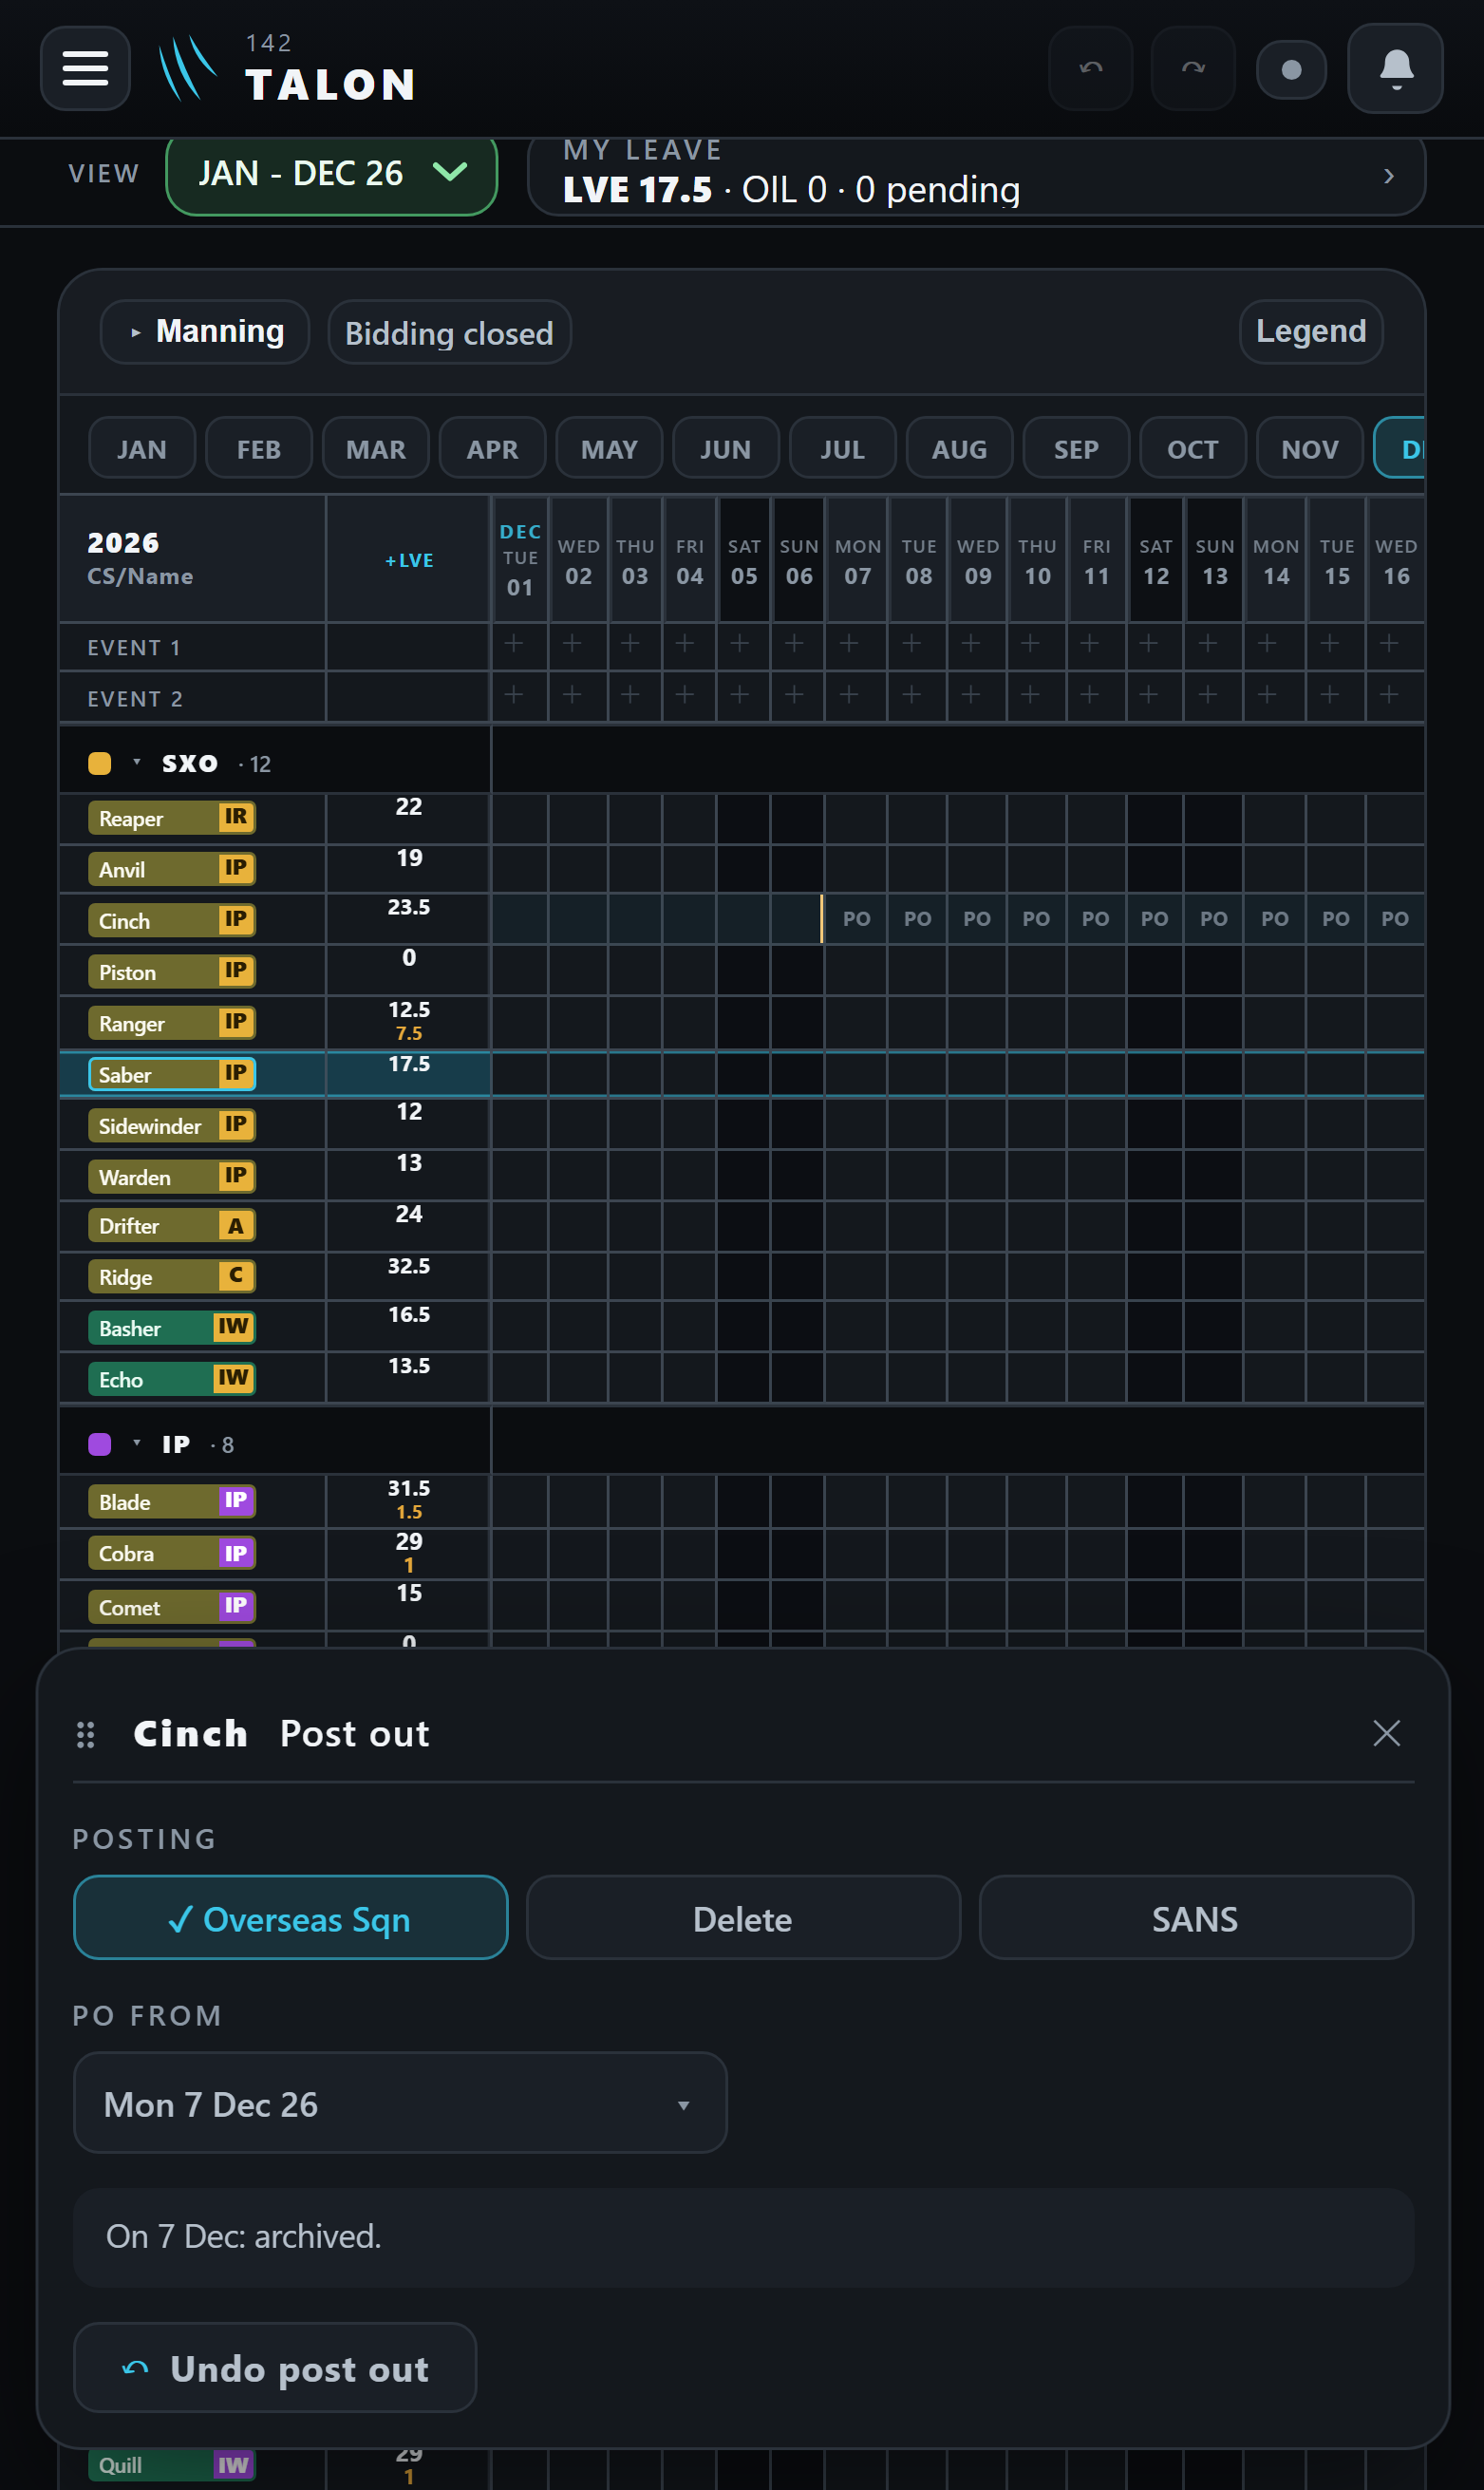 142
TALON
VIEW
JAN - DEC 26
MY LEAVE
LVE 17.5 · OIL 0 · 0 pending
Manning
Bidding closed
Legend
JAN FEB MAR APR MAY JUN JUL AUG SEP OCT NOV
2026
CS/Name
+LVE
DEC
TUE WED THU FRI SAT SUN MON TUE WED THU FRI SAT SUN MON TUE WED
01 02 03 04 05 06 07 08 09 10 11 12 13 14 15 16
EVENT 1 + + + + + + + + + + + + + + + +
EVENT 2 + + + + + + + + + + + + + + + +
SXO · 12
Reaper IR 22
Anvil IP 19
Cinch IP 23.5 PO PO PO PO PO PO PO PO PO PO
Piston IP 0
Ranger IP 12.5
7.5
Saber IP 17.5
Sidewinder IP 12
Warden IP 13
Drifter A 24
Ridge C 32.5
Basher IW 16.5
Echo IW 13.5
IP · 8
Blade IP 31.5
1.5
Cobra IP 29
1
Comet IP 15
0
Cinch Post out
POSTING
✓ Overseas Sqn
Delete
SANS
PO FROM
Mon 7 Dec 26
On 7 Dec: archived.
Undo post out
Quill IW 29
1